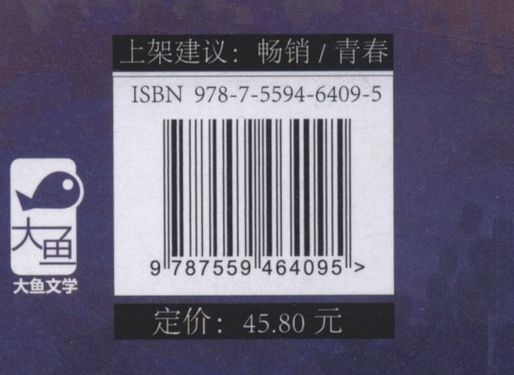 上架建议：畅销 / 青春
ISBN 978-7-5594-6409-5
9 787559 464095 >
大鱼
大鱼文学
定价：45.80 元